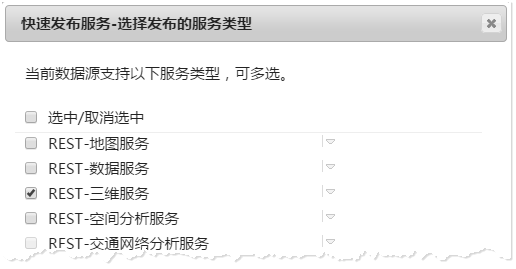 快速发布服务-选择发布的服务类型
当前数据源支持以下服务类型，可多选。
选中/取消选中
REST-地图服务
REST-数据服务
REST-三维服务
REST-空间分析服务
REST-交通网络分析服务